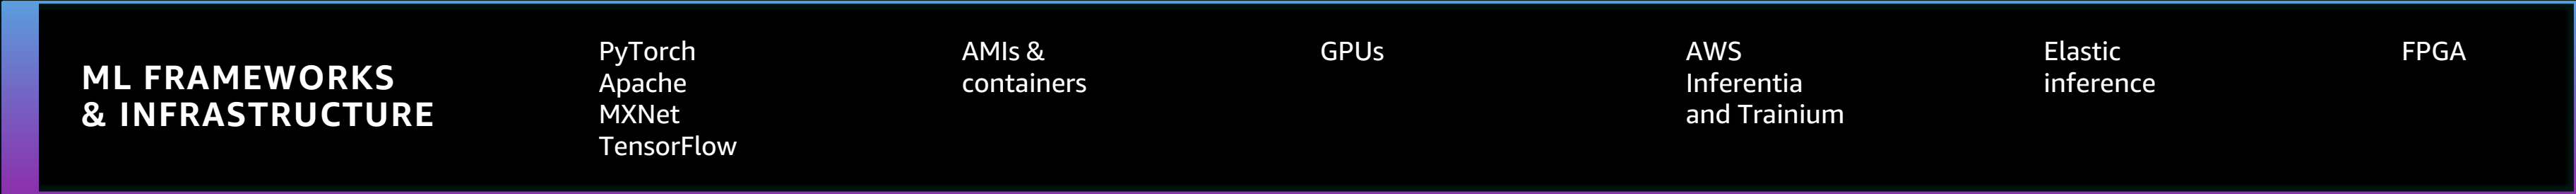 ML FRAMEWORKS
& INFRASTRUCTURE
PyTorch
Apache
MXNet
TensorFlow
AMIs &
containers
GPUs
AWS
Inferentia
and Trainium
Elastic
inference
FPGA